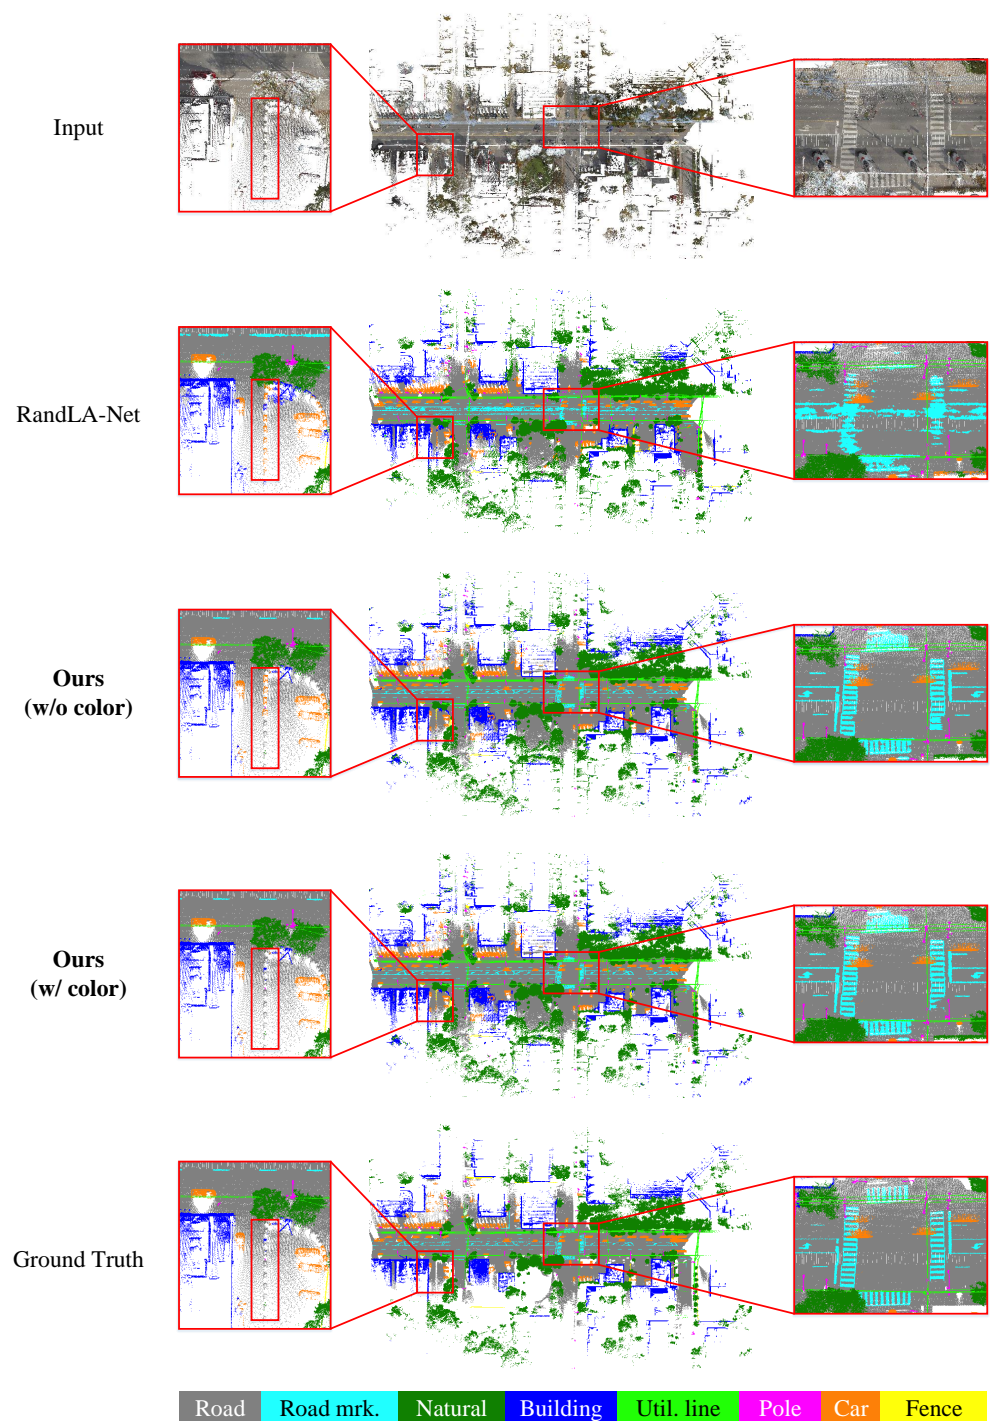 Input
RandLA-Net
Ours
(w/o color)
Ours
(w/ color)
Ground Truth
Road Road mrk. Natural Building Util. line Pole Car Fence